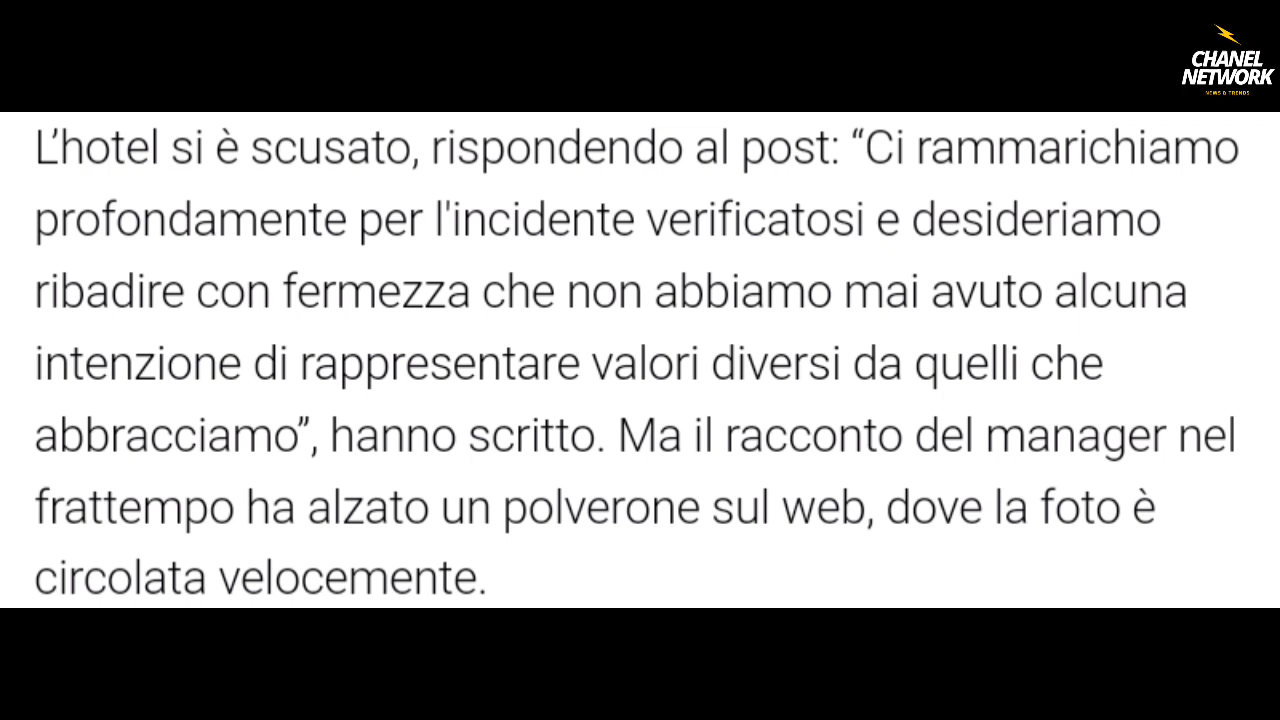 CHANEL
NETWORK
NEWS & TRENDS
L’hotel si è scusato, rispondendo al post: “Ci rammarichiamo
profondamente per l'incidente verificatosi e desideriamo
ribadire con fermezza che non abbiamo mai avuto alcuna
intenzione di rappresentare valori diversi da quelli che
abbracciamo”, hanno scritto. Ma il racconto del manager nel
frattempo ha alzato un polverone sul web, dove la foto è
circolata velocemente.